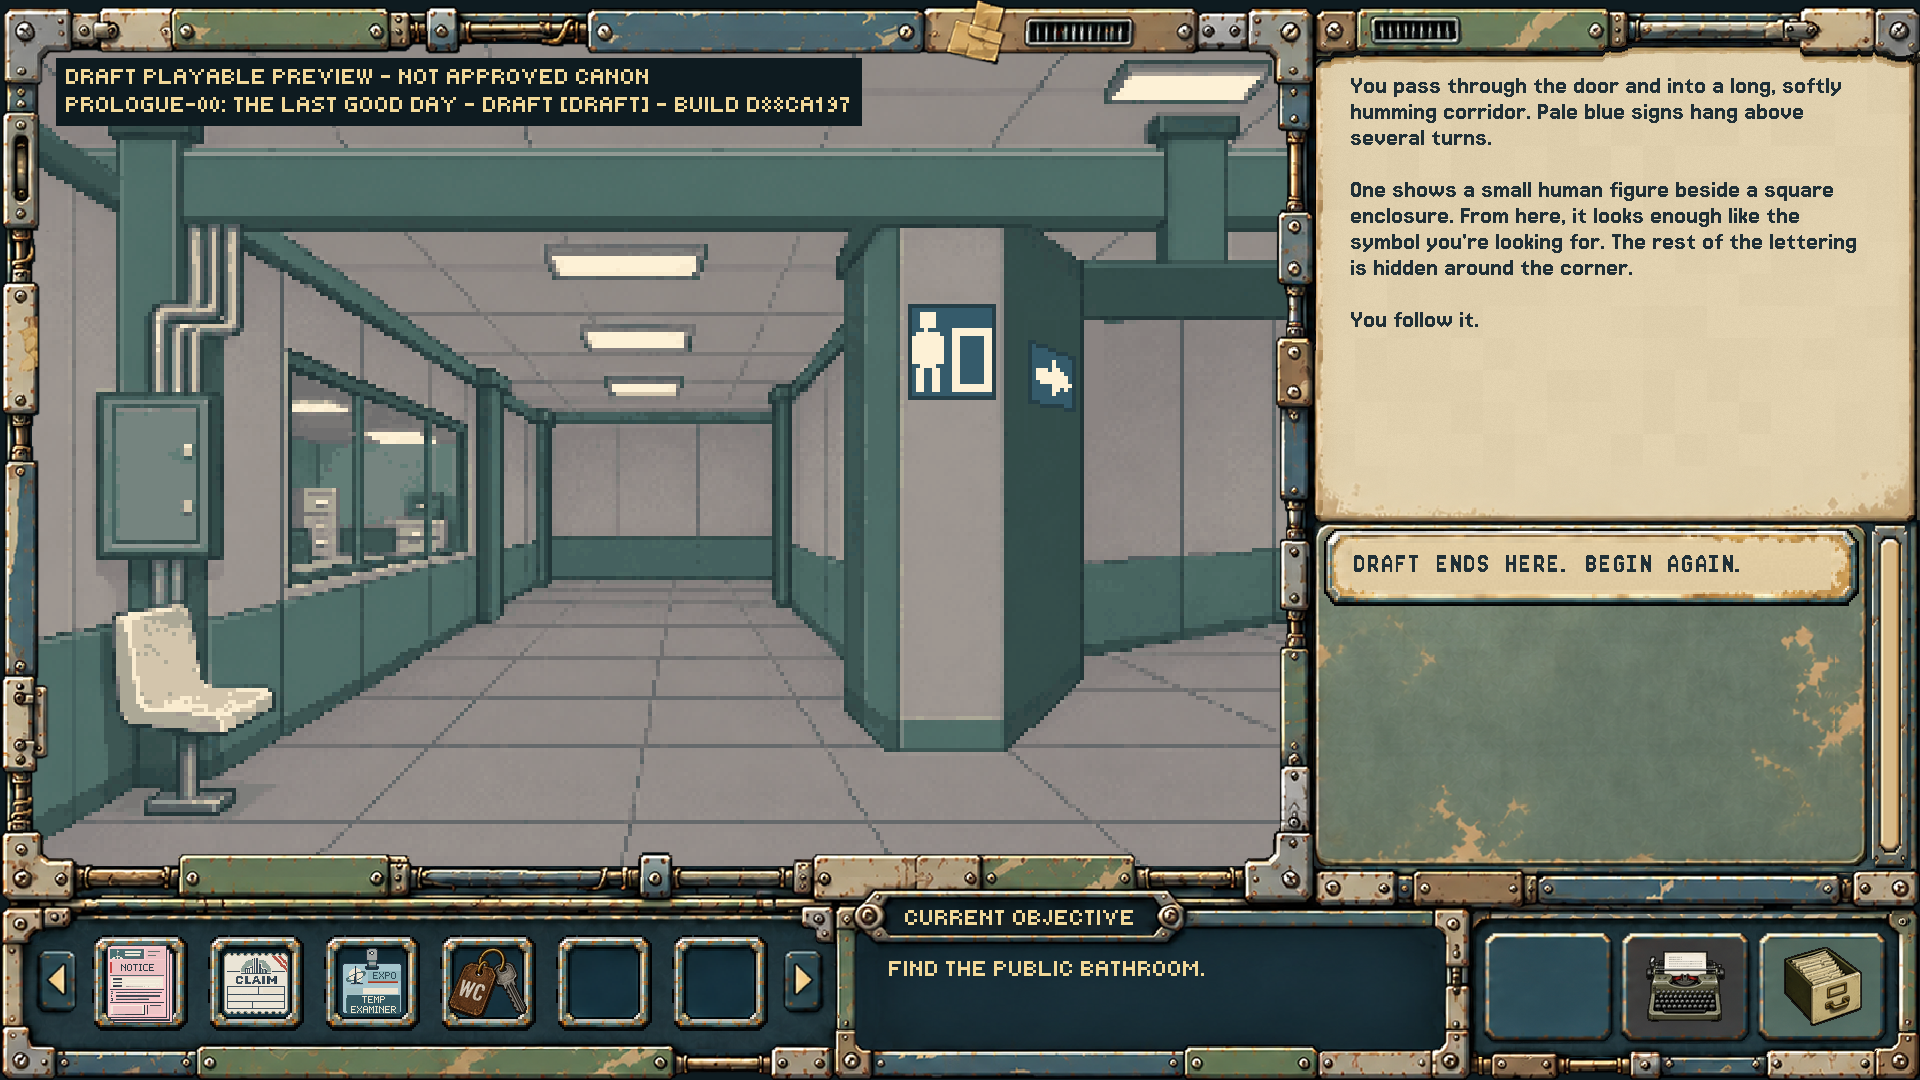 DRAFT PLAYABLE PREVIEW - NOT APPROVED CANON
PROLOGUE-00: THE LAST GOOD DAY - DRAFT [DRAFT] - BUILD D88CA197
You pass through the door and into a long, softly
humming corridor. Pale blue signs hang above
several turns.
One shows a small human figure beside a square
enclosure. From here, it looks enough like the
symbol you're looking for. The rest of the lettering
is hidden around the corner.
You follow it.
DRAFT ENDS HERE. BEGIN AGAIN.
NOTICE
CLAIM
EXPO
TEMP
EXAMINER
WC
CURRENT OBJECTIVE
FIND THE PUBLIC BATHROOM.